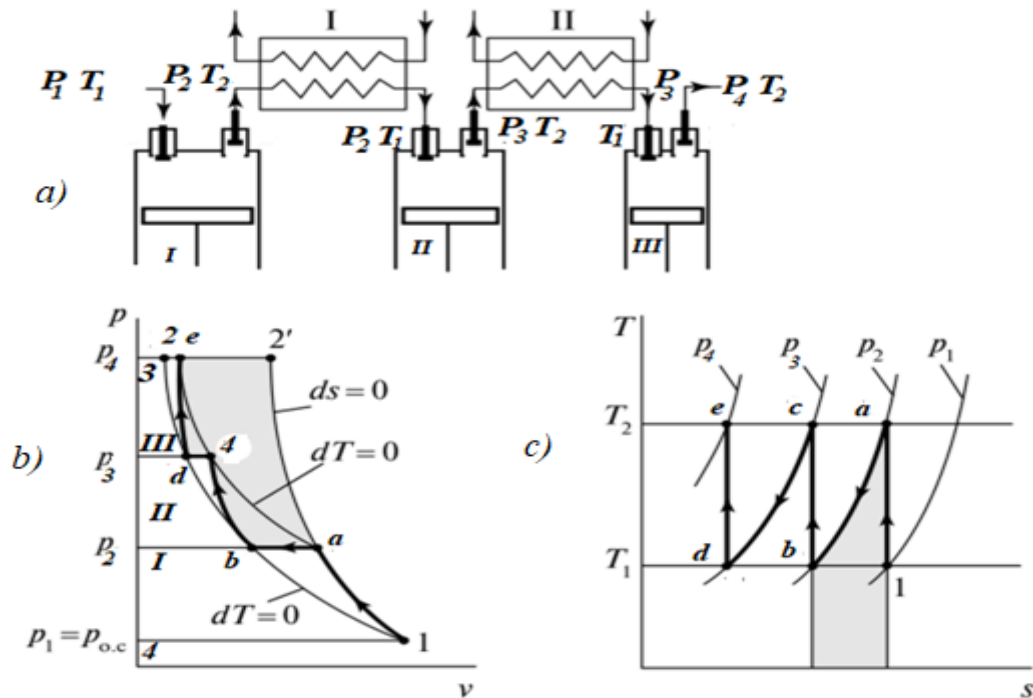 I II
P₁ T₁ P₂ T₂ P₃ P₄ T₂
P₂ T₁ P₃ T₂ T₁
a)
I II III
p 2 e 2′
p₄
3
ds = 0
III 4
b) dT = 0
p₃ d
II
p₂ I b a
dT = 0
p₁ = pₒ.c 4 1
v
T
p₄ p₃ p₂ p₁
e c a
T₂
c)
d b
T₁ 1
s